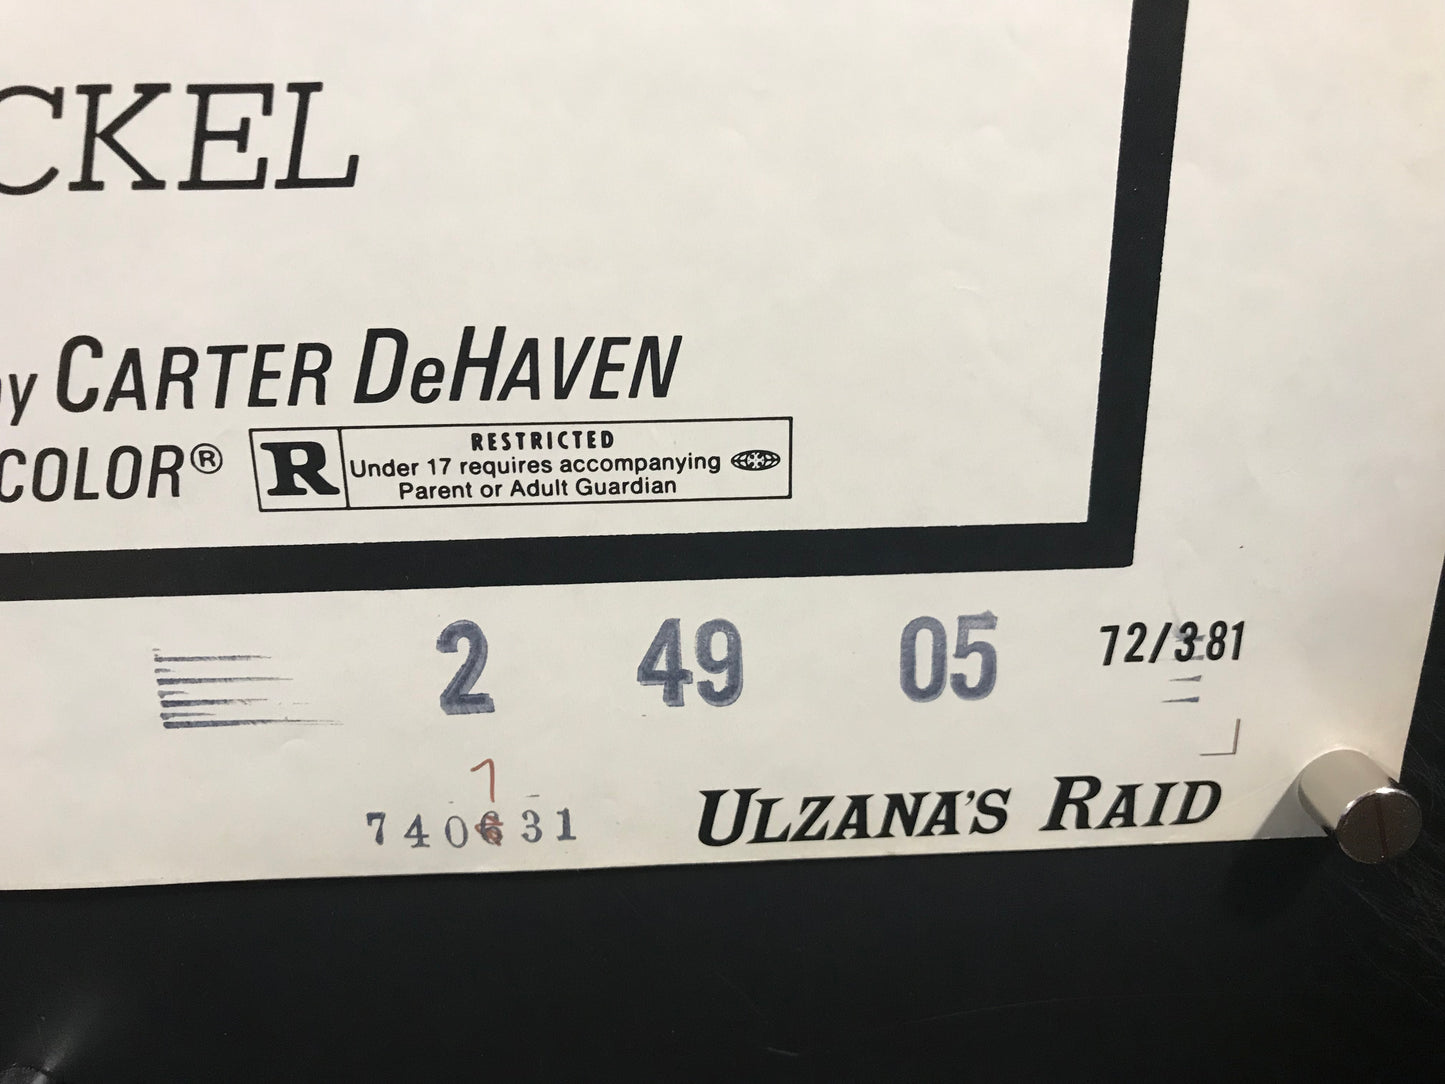 CKEL
by CARTER DeHAVEN
COLOR®
R
RESTRICTED
Under 17 requires accompanying
Parent or Adult Guardian
2 49 05 72/381
7
740631
ULZANA'S RAID